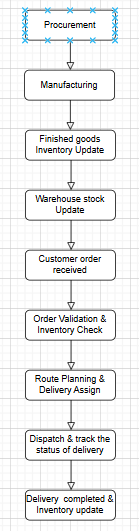 Procurement
Manufacturing
Finished goods
Inventory Update
Warehouse stock
Update
Customer order
received
Order Validation &
Inventory Check
Route Planning &
Delivery Assign
Dispatch & track the
status of delivery
Delivery completed &
Inventory update